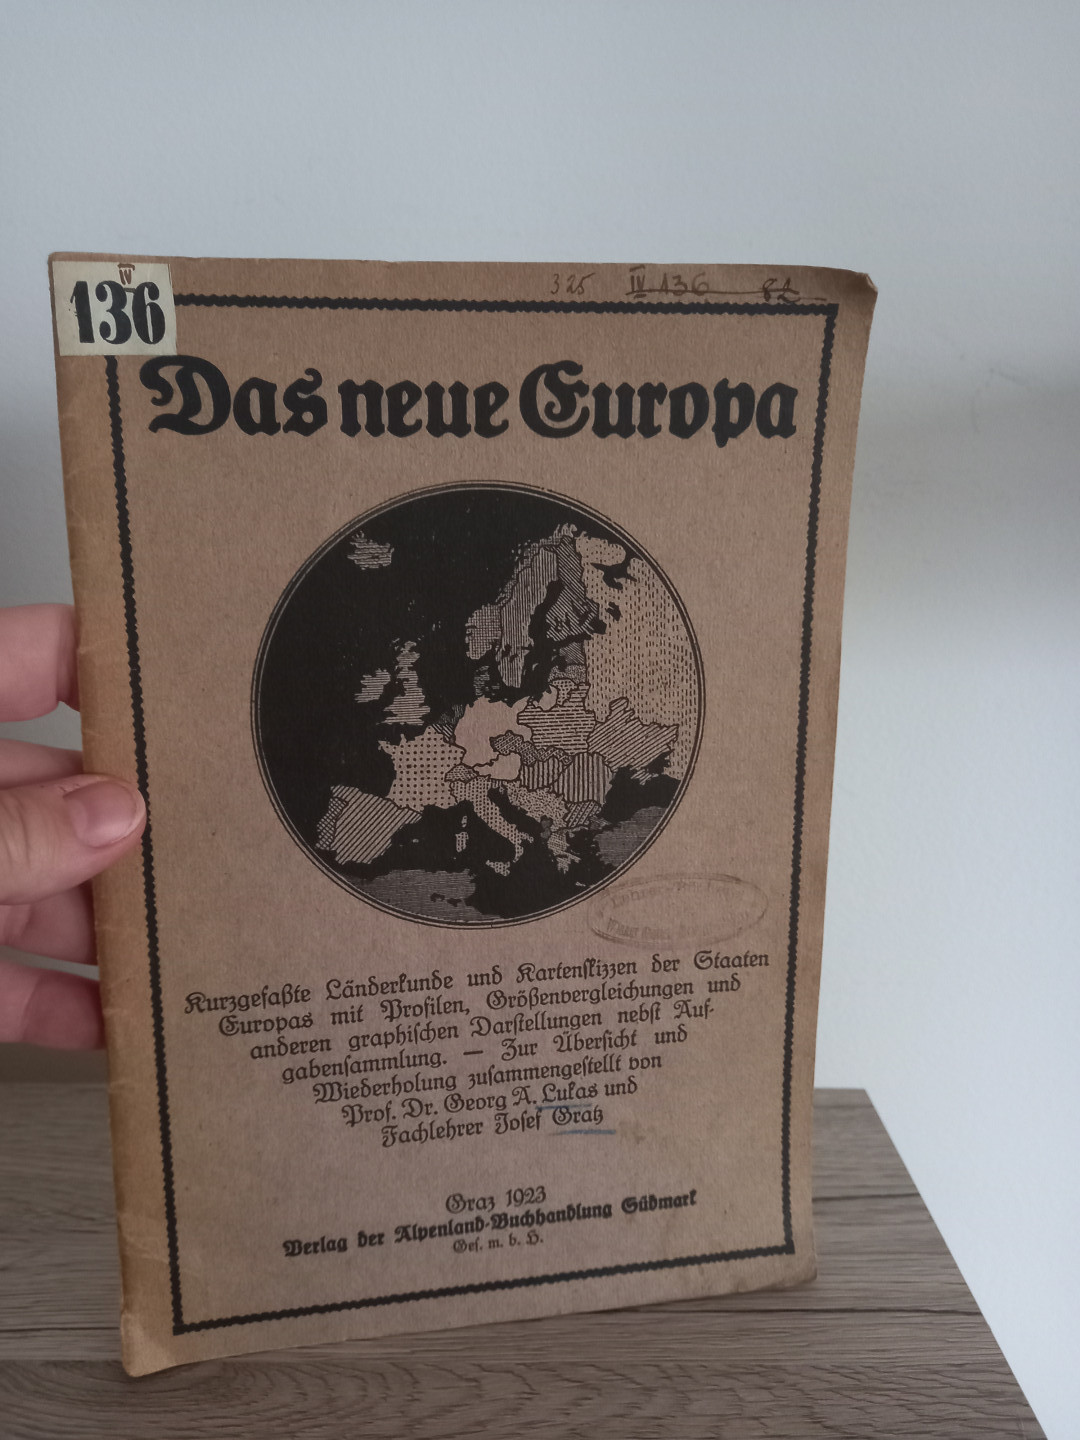 IV
136
325 IV 136 82
Das neue Europa
Kurzgefaßte Länderkunde und Kartenskizzen der Staaten
Europas mit Profilen, Größenvergleichungen und
anderen graphischen Darstellungen nebst Auf-
gabensammlung. — Zur Übersicht und
Wiederholung zusammengestellt von
Prof. Dr. Georg A. Lukas und
Fachlehrer Josef Gratz
Graz 1923
Verlag der Alpenland-Buchhandlung Südmark
Ges. m. b. H.